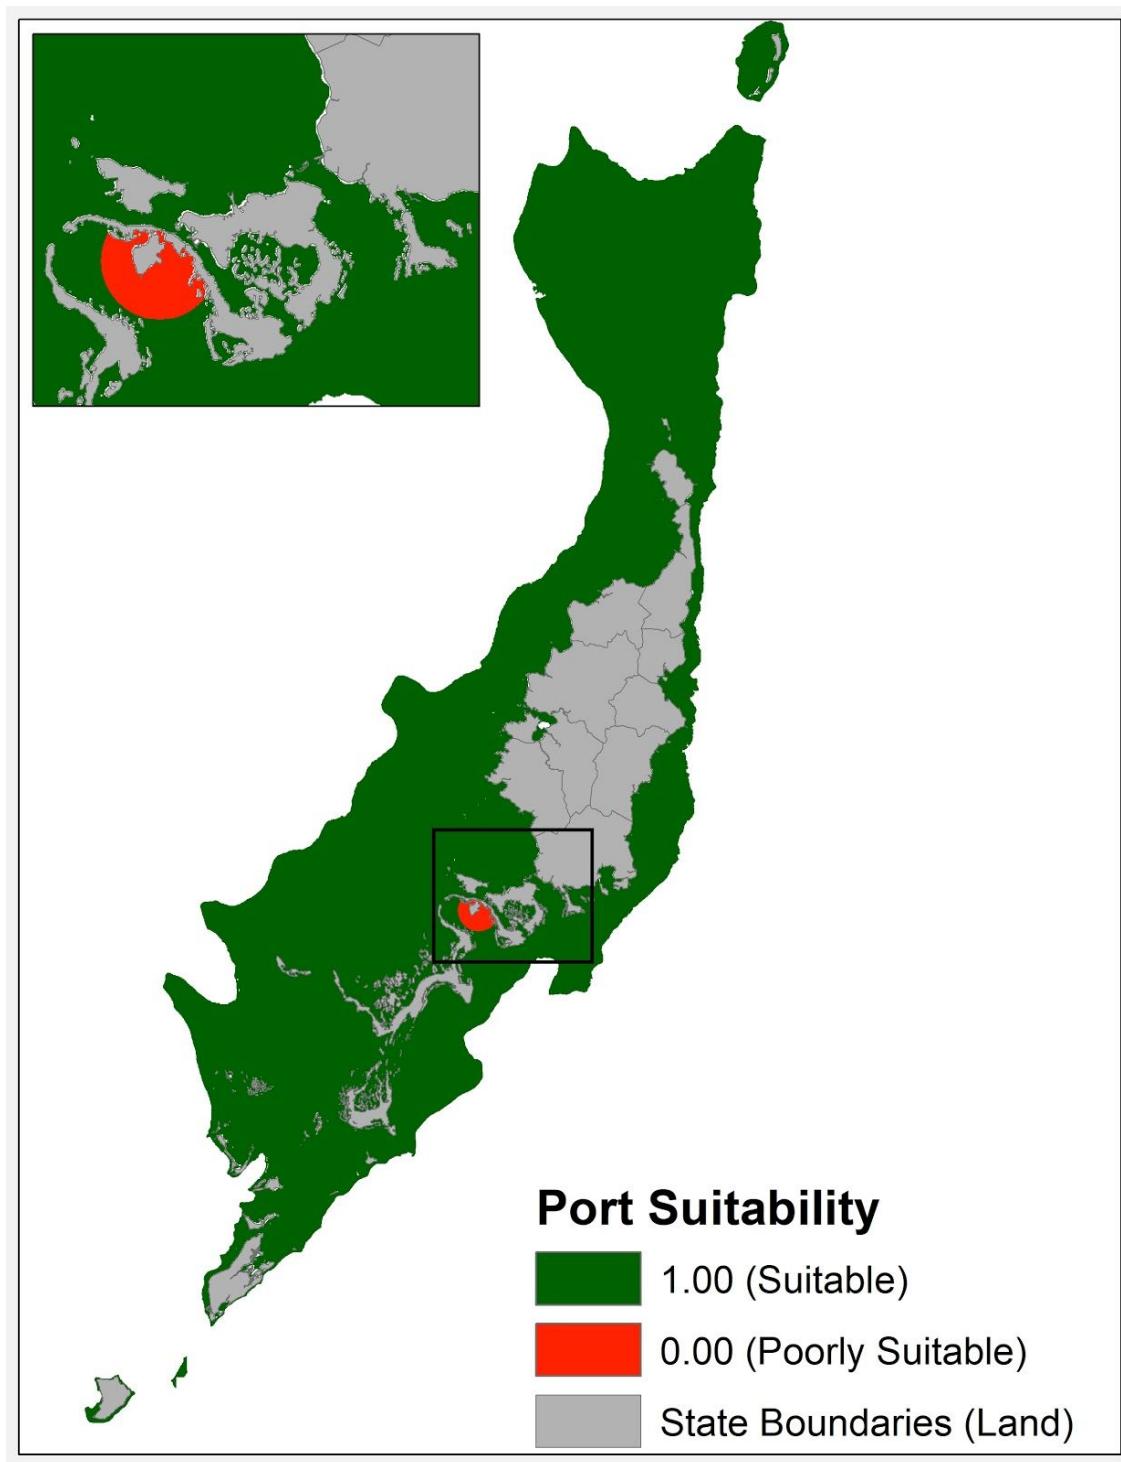 Port Suitability
1.00 (Suitable)
0.00 (Poorly Suitable)
State Boundaries (Land)